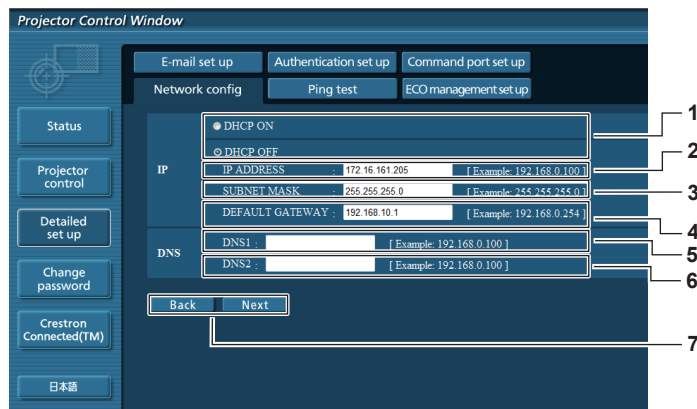 Projector Control Window
E-mail set up
Authentication set up
Command port set up
Network config
Ping test
ECO management set up
Status
Projector
control
Detailed
set up
Change
password
Crestron
Connected(TM)
日本語
IP
DHCP ON
DHCP OFF
IP ADDRESS : 172.16.161.205 [ Example: 192.168.0.100 ]
SUBNET MASK : 255.255.255.0 [ Example: 255.255.255.0 ]
DEFAULT GATEWAY : 192.168.10.1 [ Example: 192.168.0.254 ]
DNS
DNS1 : [ Example: 192.168.0.100 ]
DNS2 : [ Example: 192.168.0.100 ]
Back
Next
1
2
3
4
5
6
7